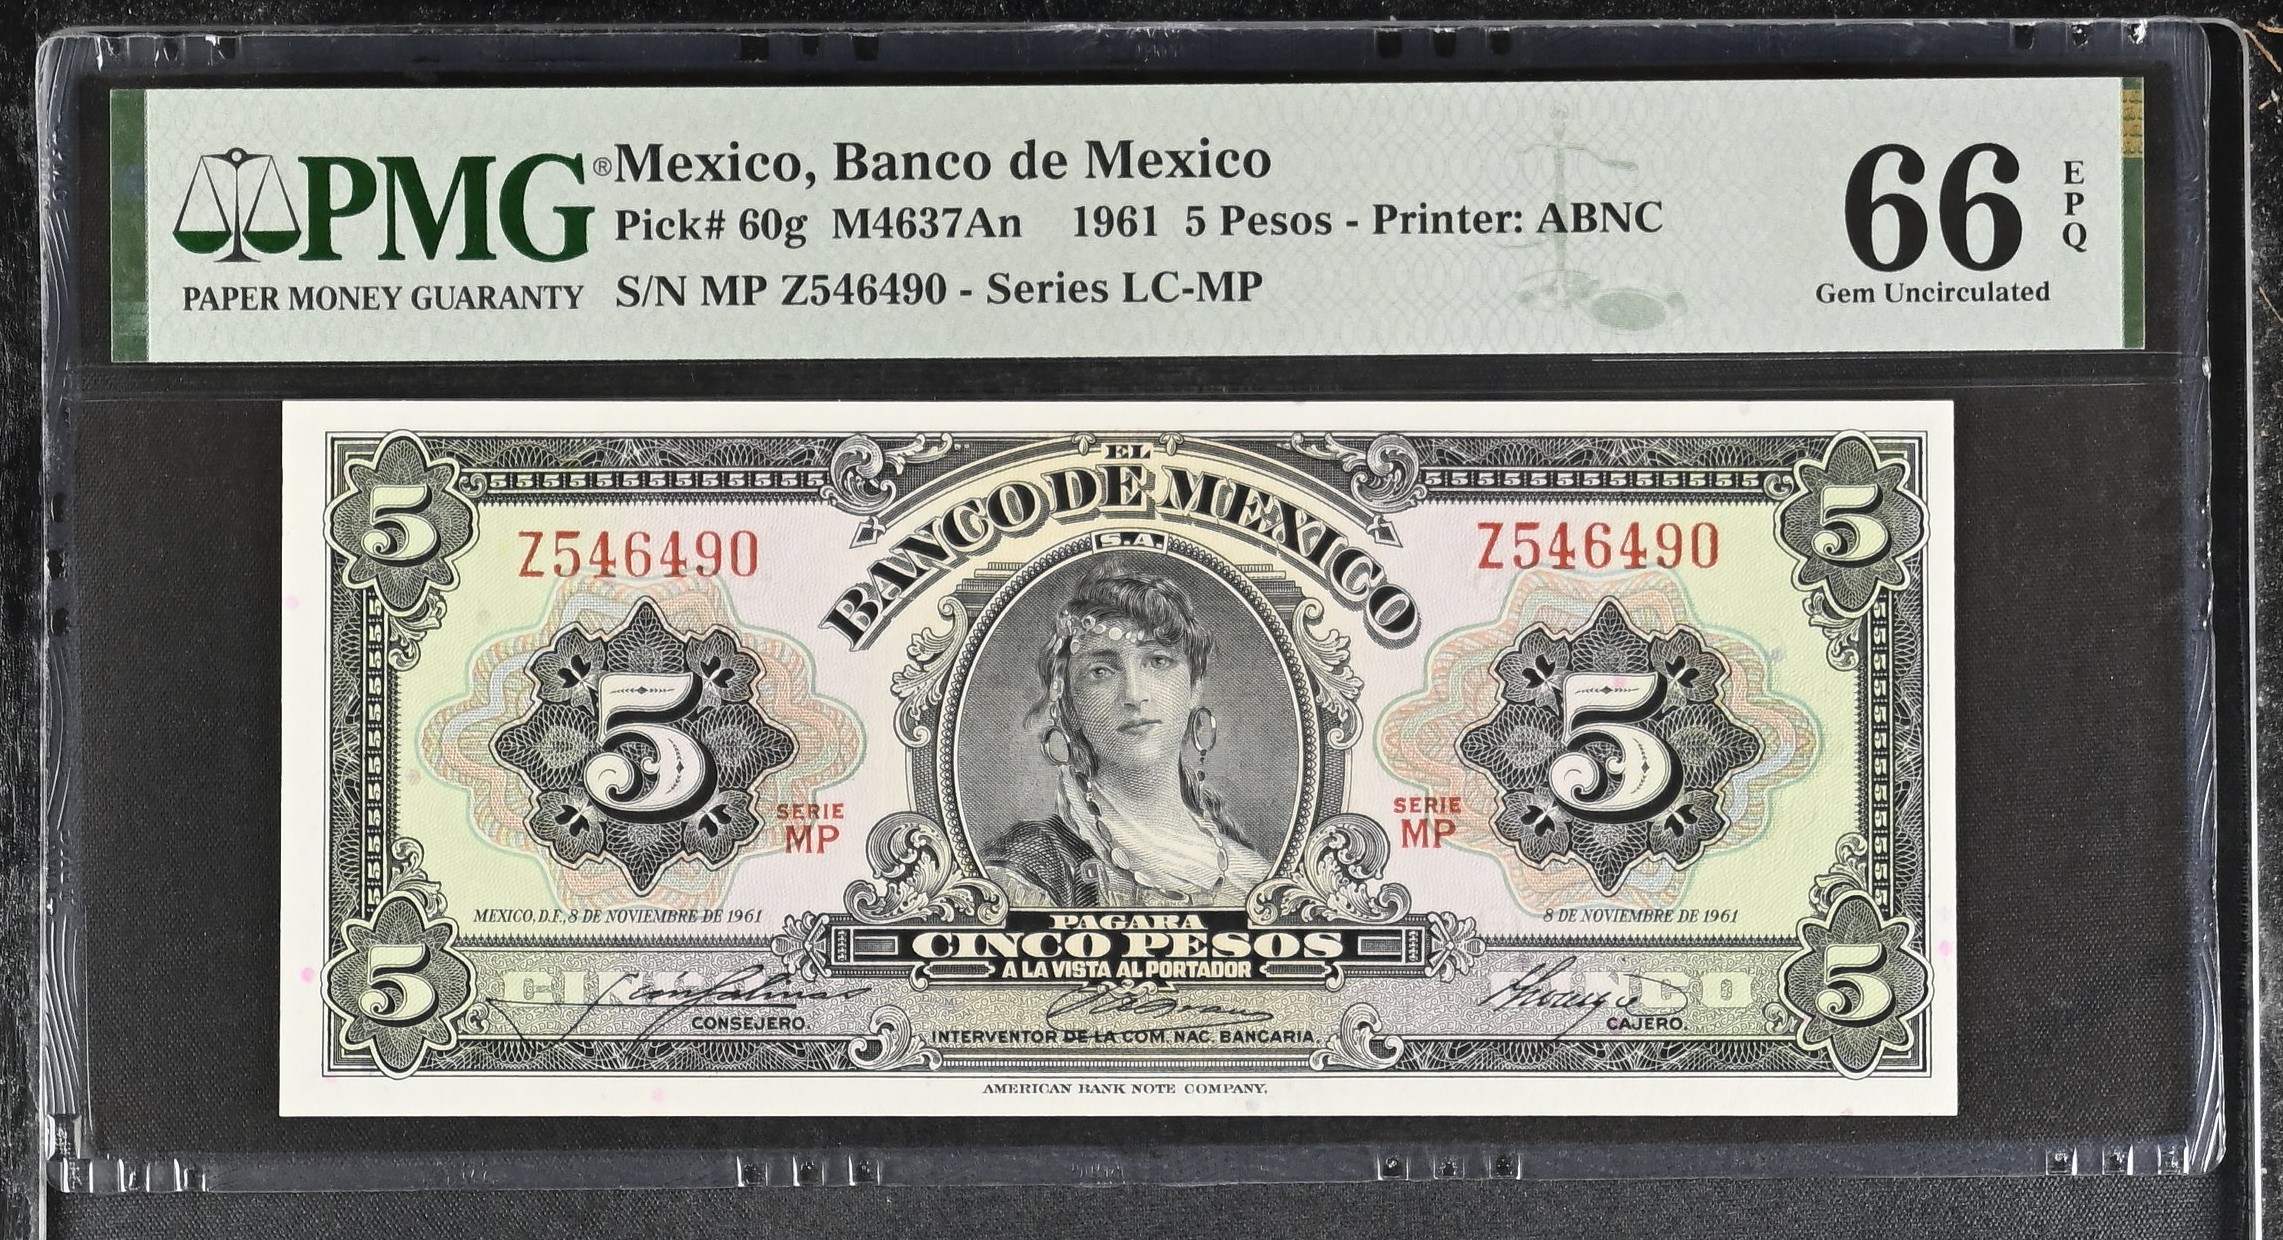 PMG®
PAPER MONEY GUARANTY
Mexico, Banco de Mexico
Pick# 60g M4637An 1961 5 Pesos - Printer: ABNC
S/N MP Z546490 - Series LC-MP
66
EPQ
Gem Uncirculated
EL
BANCO DE MEXICO
S.A.
5
5
Z546490
Z546490
5
5
SERIE
MP
SERIE
MP
MEXICO, D.F., 8 DE NOVIEMBRE DE 1961
8 DE NOVIEMBRE DE 1961
PAGARA
CINCO PESOS
A LA VISTA AL PORTADOR
5
CINCO
CINCO
5
CONSEJERO.
INTERVENTOR DE LA COM. NAC. BANCARIA.
CAJERO.
AMERICAN BANK NOTE COMPANY.